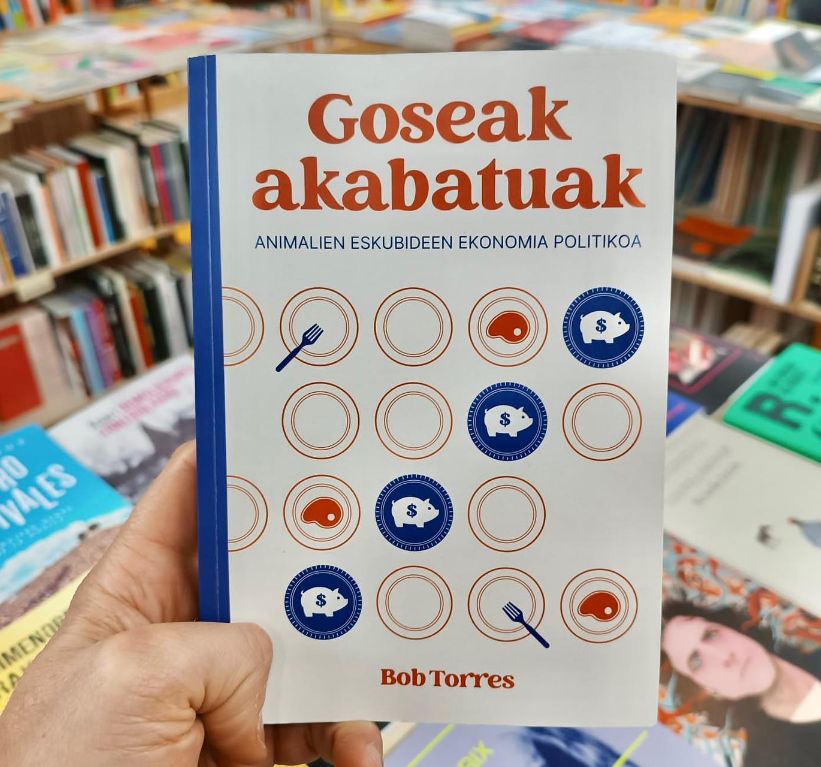 Goseak
akabatuak
ANIMALIEN ESKUBIDEEN EKONOMIA POLITIKOA
$
$
$
$
Bob Torres